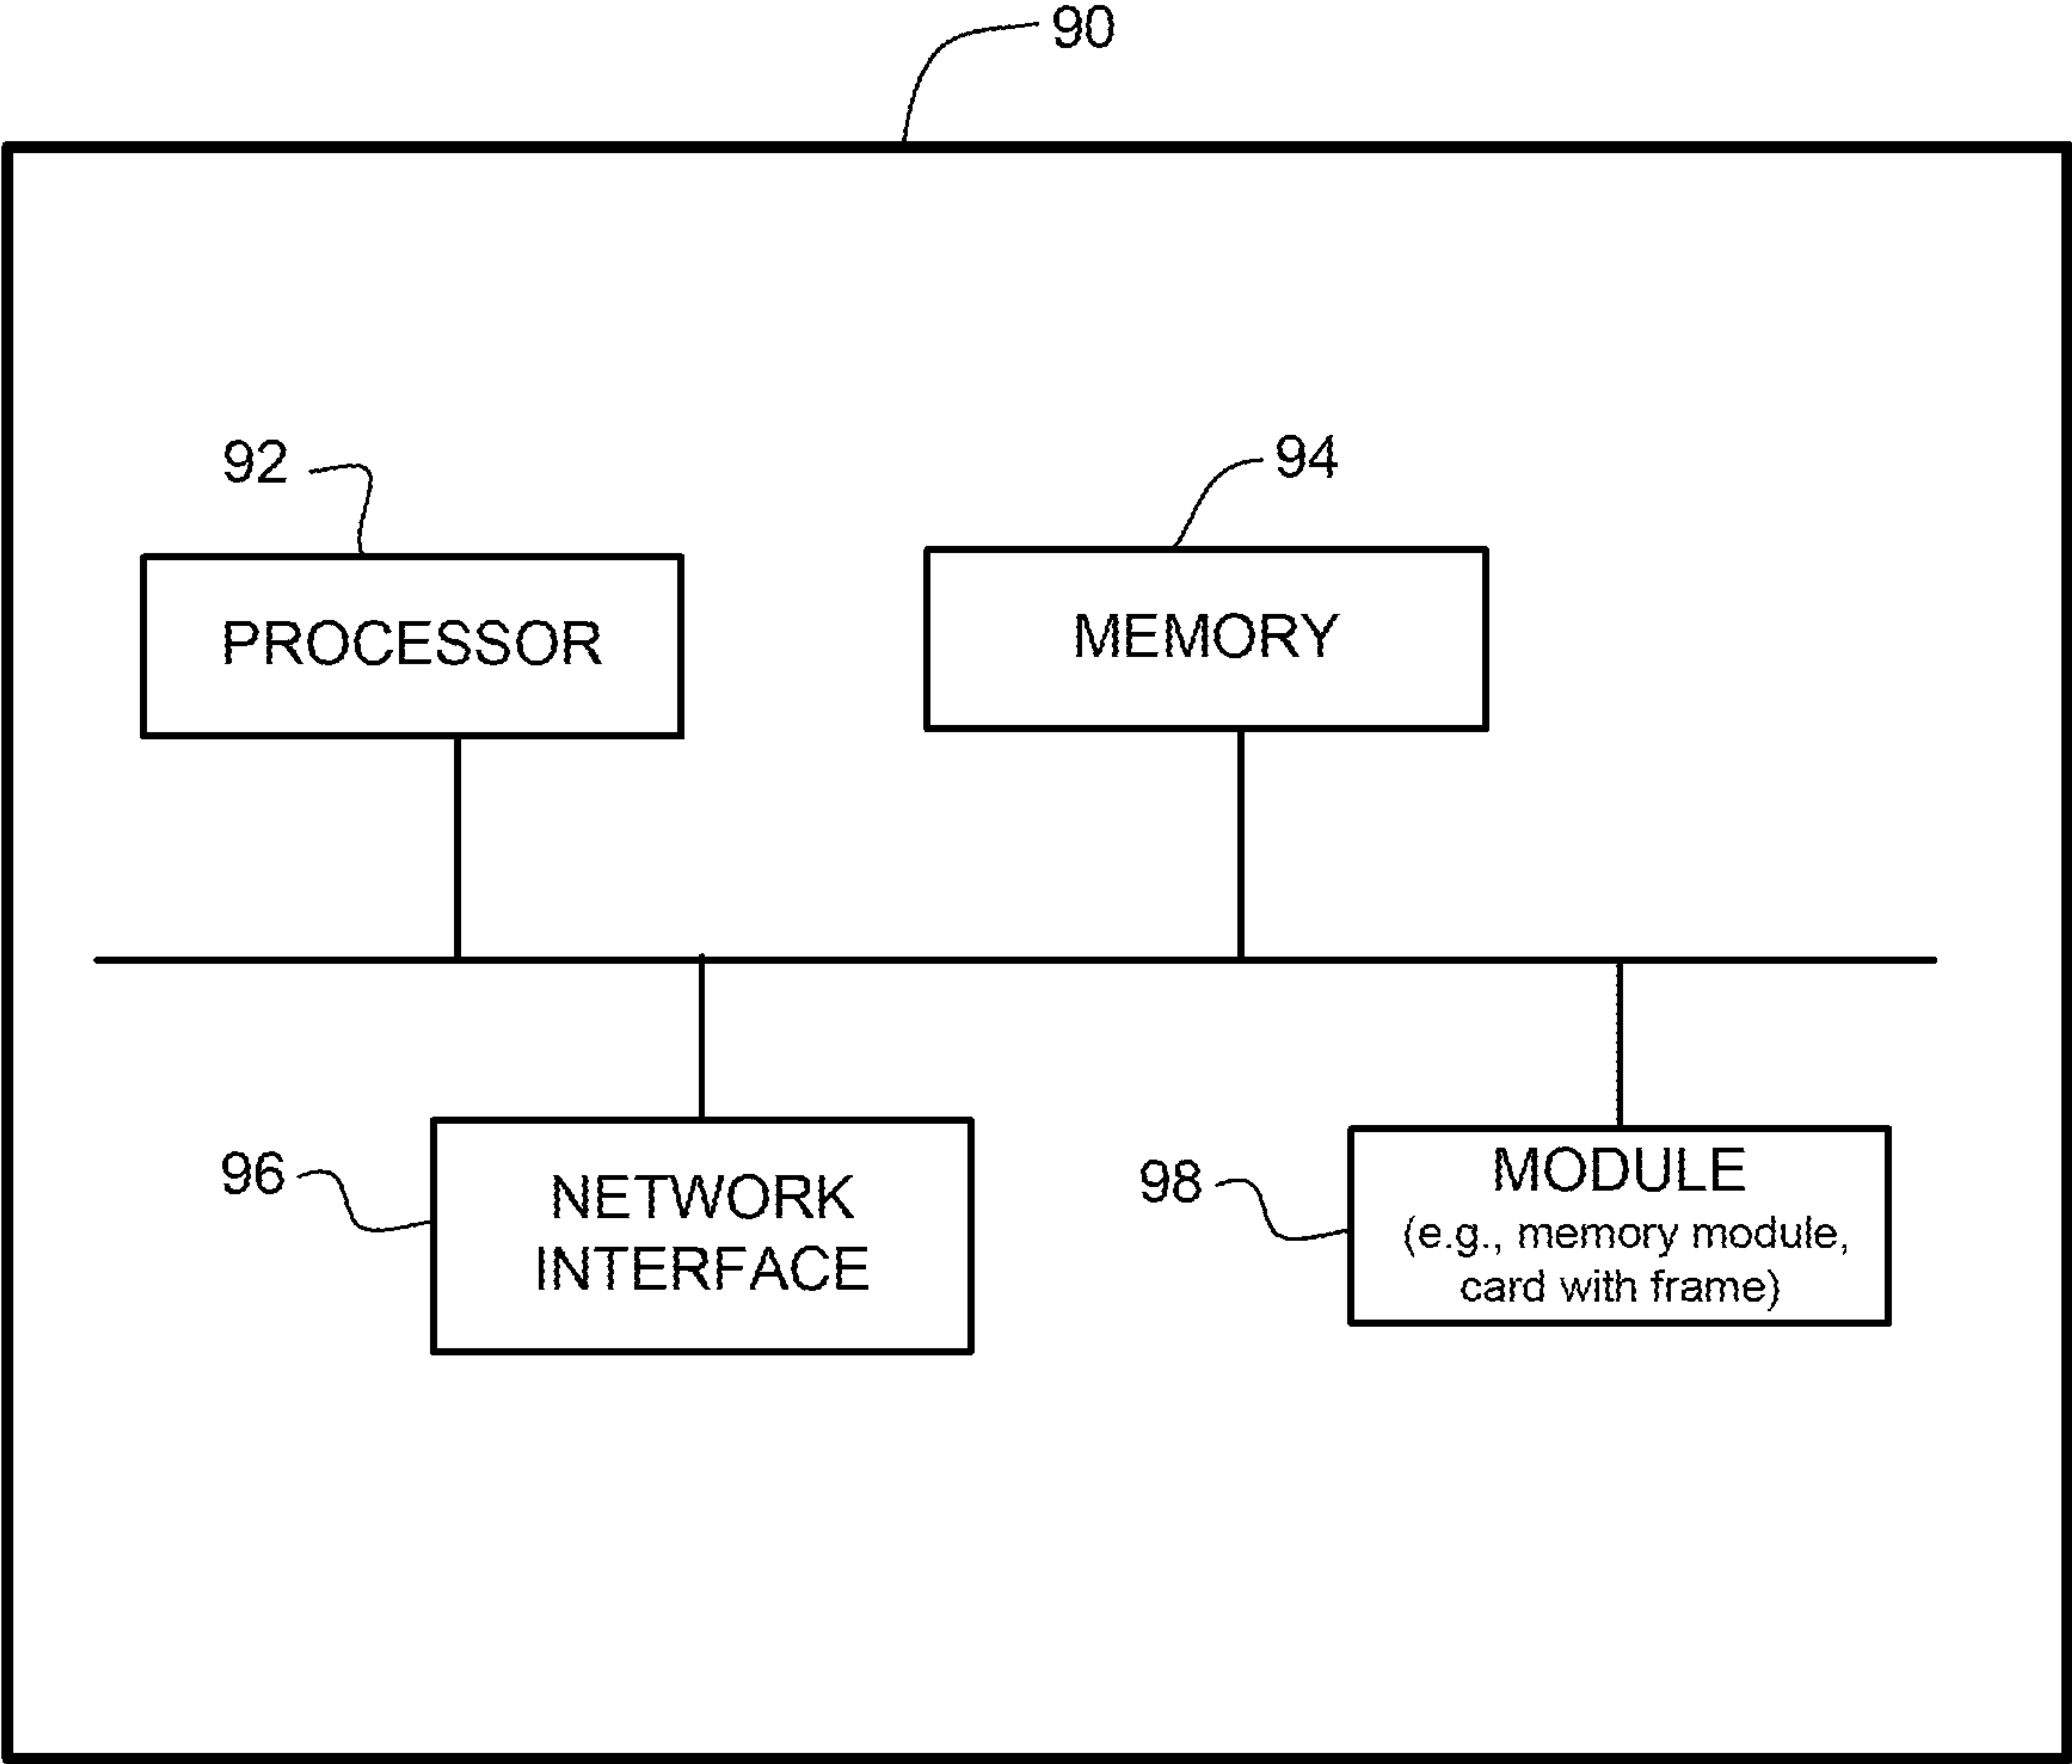 90
92
94
PROCESSOR
MEMORY
96
NETWORK
INTERFACE
98
MODULE
(e.g., memory module,
card with frame)